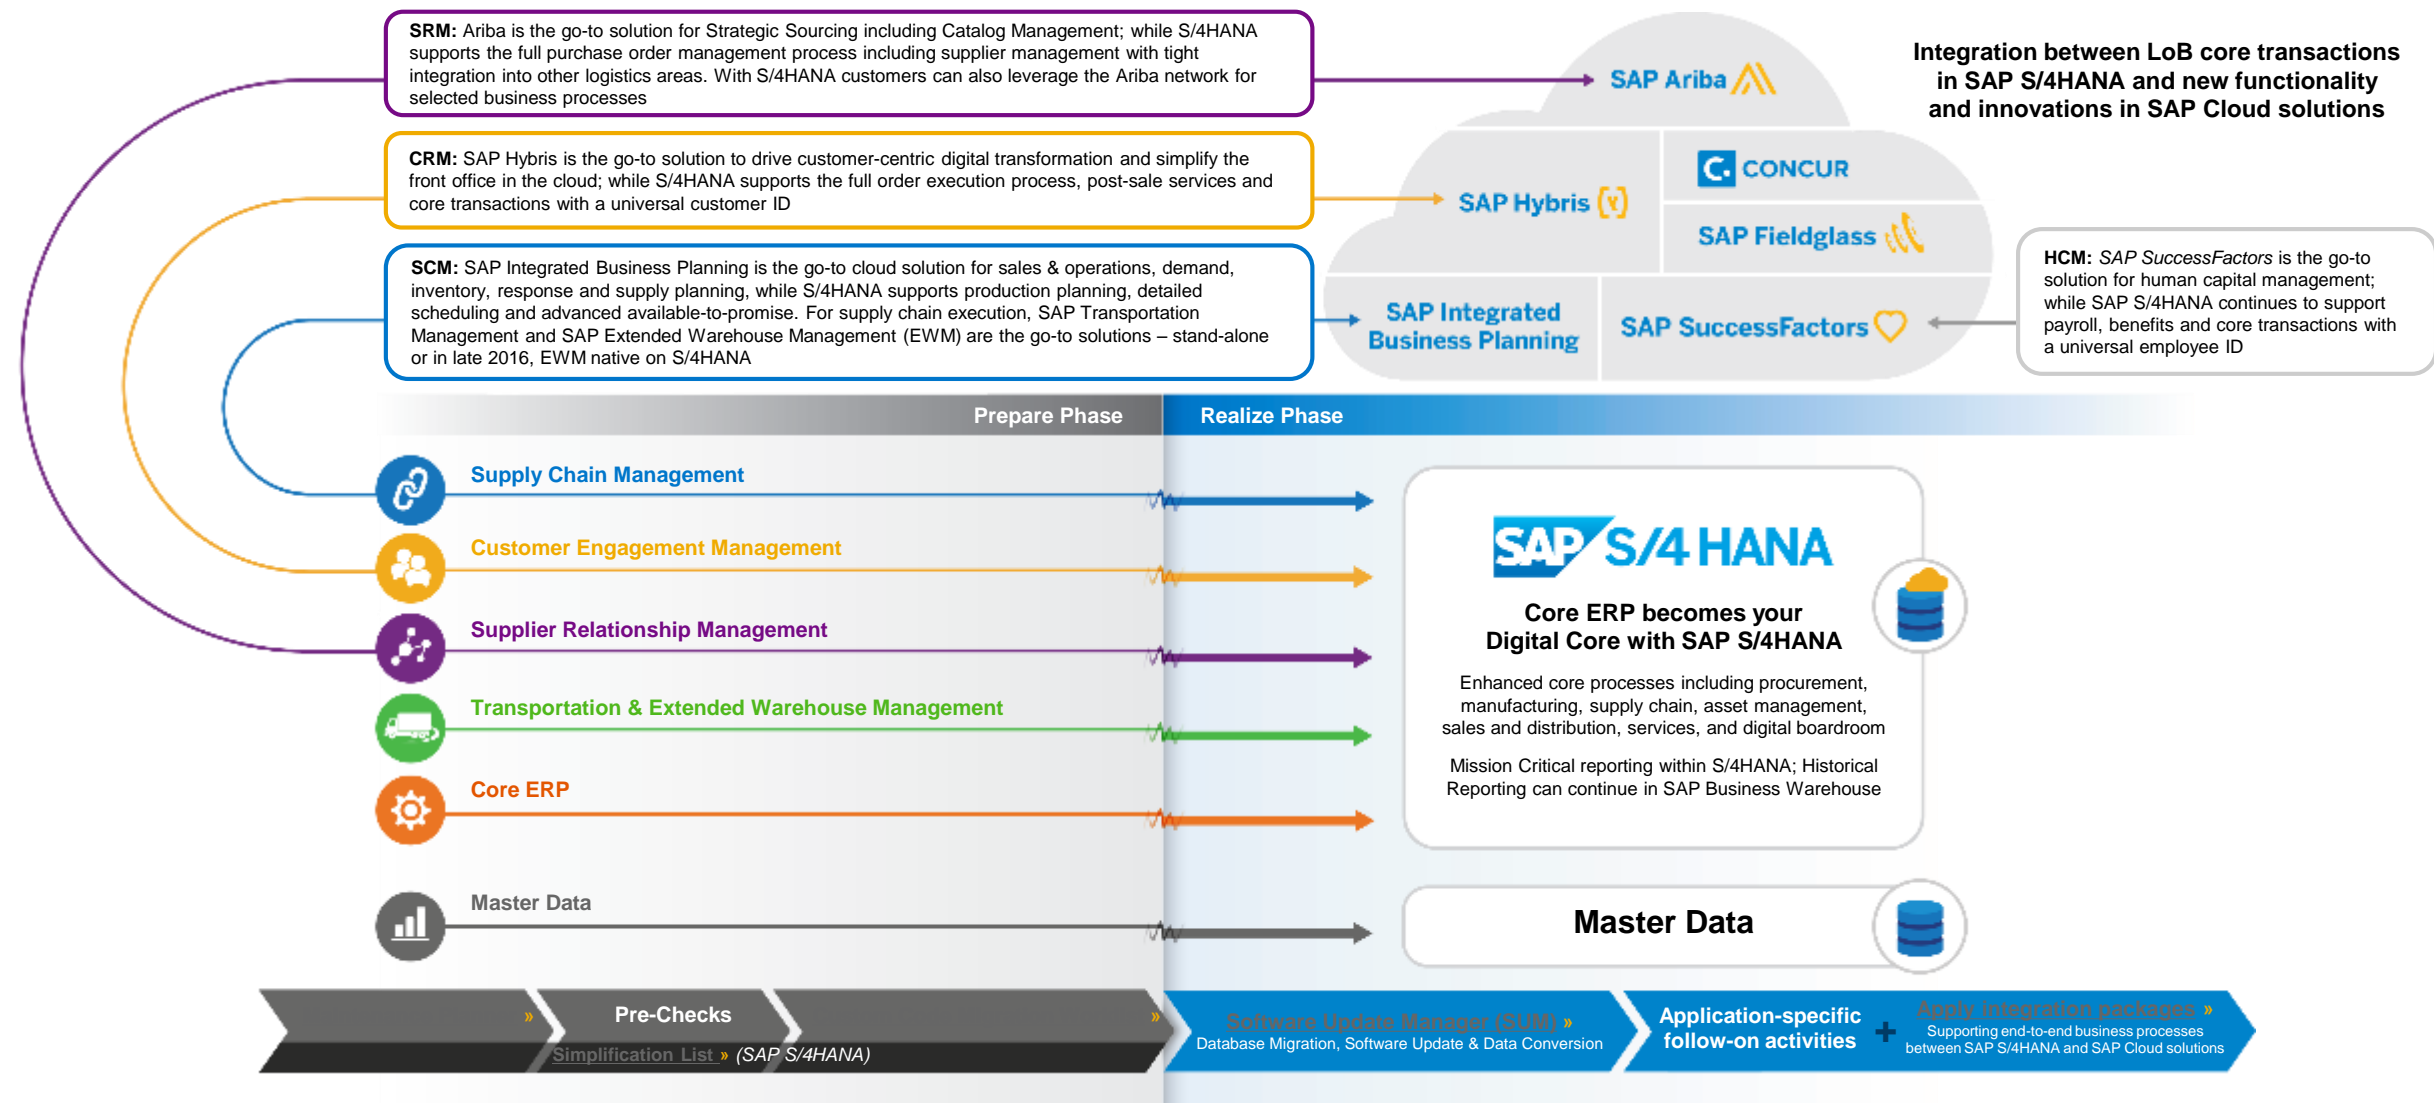 SRM: Ariba is the go-to solution for Strategic Sourcing including Catalog Management; while S/4HANA
supports the full purchase order management process including supplier management with tight
integration into other logistics areas. With S/4HANA customers can also leverage the Ariba network for
selected business processes
CRM: SAP Hybris is the go-to solution to drive customer-centric digital transformation and simplify the
front office in the cloud; while S/4HANA supports the full order execution process, post-sale services and
core transactions with a universal customer ID
SCM: SAP Integrated Business Planning is the go-to cloud solution for sales & operations, demand,
inventory, response and supply planning, while S/4HANA supports production planning, detailed
scheduling and advanced available-to-promise. For supply chain execution, SAP Transportation
Management and SAP Extended Warehouse Management (EWM) are the go-to solutions – stand-alone
or in late 2016, EWM native on S/4HANA
SAP Ariba
SAP Hybris
C. CONCUR
SAP Fieldglass
SAP Integrated
Business Planning
SAP SuccessFactors
Integration between LoB core transactions
in SAP S/4HANA and new functionality
and innovations in SAP Cloud solutions
HCM: SAP SuccessFactors is the go-to
solution for human capital management;
while SAP S/4HANA continues to support
payroll, benefits and core transactions with
a universal employee ID
Prepare Phase
Realize Phase
Supply Chain Management
Customer Engagement Management
Supplier Relationship Management
Transportation & Extended Warehouse Management
Core ERP
Master Data
SAP S/4 HANA
Core ERP becomes your
Digital Core with SAP S/4HANA
Enhanced core processes including procurement,
manufacturing, supply chain, asset management,
sales and distribution, services, and digital boardroom
Mission Critical reporting within S/4HANA; Historical
Reporting can continue in SAP Business Warehouse
Master Data
»
Pre-Checks
Simplification List » (SAP S/4HANA)
»
Software Update Manager (SUM) »
Database Migration, Software Update & Data Conversion
Application-specific
follow-on activities
+
Apply integration packages »
Supporting end-to-end business processes
between SAP S/4HANA and SAP Cloud solutions